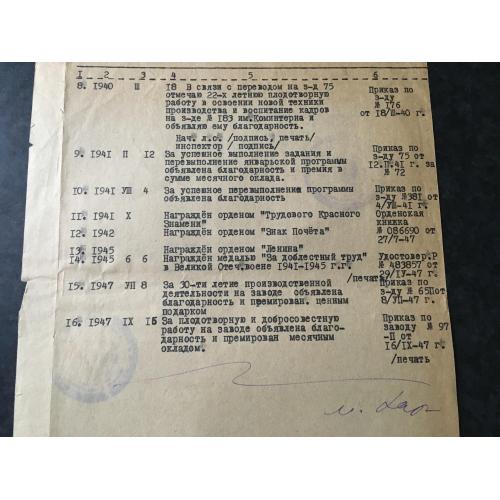 1 2 3 4 5 6
8. 1940 Ш 18 В связи с переводом на з-д 75 Приказ по
отмечаю 22-х летнюю плодотворную з-ду
работу в освоении новой техники № 176
производства и воспитание кадров от 18/Ш-40 г.
на з-де № 183 им.Коминтерна и
объявляю ему благодарность.
Нач. л.с. /подпись, печать/
инспектор /подпись/
9. 1941 П 12 За успешное выполнение задания и Приказ по
перевыполнение январской программы з-ду 75 от
объявлена благодарность и премия в 12.П.41 г. за
сумме месячного оклада. № 72
10. 1941 УП 4 За успешное перевыполнение программы Приказ по
объявлена благодарность з-ду №381 от
4/УП-41 г.
11. 1941 X Награждён орденом "Трудового Красного Орденская
Знамени" книжка
12. 1942 Награждён орденом "Знак Почёта" № 086690 от
27/7-47
13. 1945 Награждён орденом "Ленина"
14. 1945 6 6 Награждён медалью "За доблестный труд" Удостовер.Р
в Великой Отеч.воене 1941-1945 г.г. № 483857 от
29/IУ-47 г.
/печать/
15. 1947 УП 8 За 30-ти летие производственной Приказ по
деятельности на заводе объявлена з-ду № 65 от
благодарность и премирован. ценным 8/УП-47 г.
подарком
16. 1947 IX 16 За плодотворную и добросовестную Приказ по
работу на заводе объявлена благо- заводу № 97
дарность и премирован месячным -П от
окладом. 16/IX-47 г.
/печать